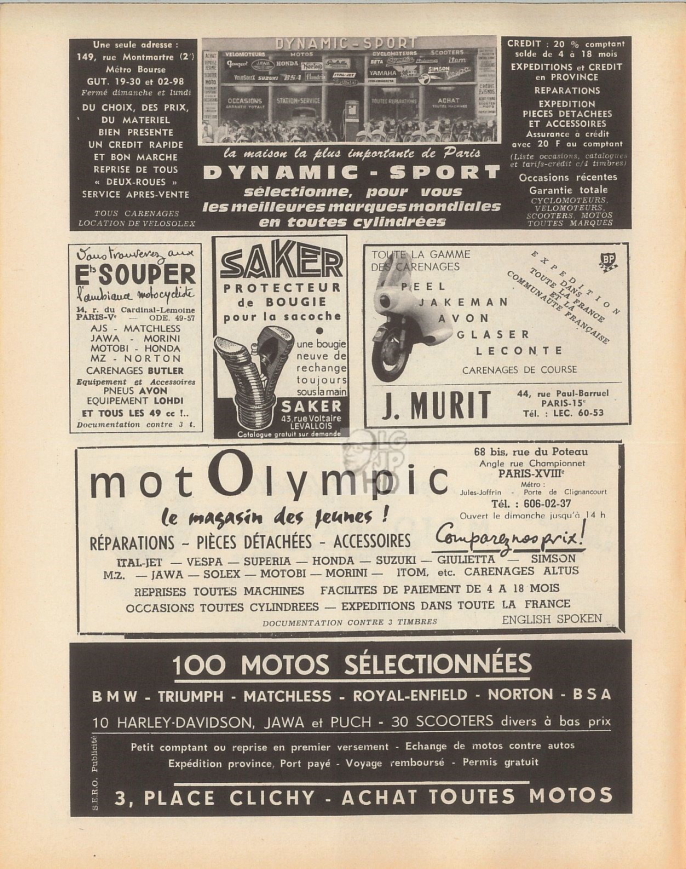 Une seule adresse :
149, rue Montmartre (2e)
Métro Bourse
GUT. 19-30 et 02-98
Fermé dimanche et lundi
DU CHOIX, DES PRIX,
DU MATERIEL
BIEN PRESENTE
UN CREDIT RAPIDE
ET BON MARCHE
REPRISE DE TOUS
« DEUX-ROUES »
SERVICE APRES-VENTE
TOUS CARENAGES
LOCATION DE VELOSOLEX
DYNAMIC-SPORT
VELOMOTEURS MOTOS CYCLOMOTEURS SCOOTERS
Peugeot HONDA Norton
SUZUKI BSA YAMAHA SIMSON
OCCASIONS STATION-SERVICE TOUTES REPARATIONS ACHAT
la maison la plus importante de Paris
DYNAMIC - SPORT
sélectionne, pour vous
les meilleures marques mondiales
en toutes cylindrées
CREDIT : 20 % comptant
solde de 4 à 18 mois
EXPEDITIONS et CREDIT
en PROVINCE
REPARATIONS
EXPEDITION
PIECES DETACHEES
ET ACCESSOIRES
Assurance à crédit
avec 20 F au comptant
(Liste occasions, catalogues
et tarifs-crédit c/4 timbres)
Occasions récentes
Garantie totale
CYCLOMOTEURS,
VELOMOTEURS,
SCOOTERS, MOTOS
TOUTES MARQUES
Vous trouverez aux
Ets SOUPER
l'ambiance motocycliste
14, r. du Cardinal-Lemoine
PARIS-Ve — ODE. 49-57
AJS - MATCHLESS
JAWA - MORINI
MOTOBI - HONDA
MZ - NORTON
CARENAGES BUTLER
Equipement et Accessoires
PNEUS AVON
EQUIPEMENT LOHDI
ET TOUS LES 49 cc !..
Documentation contre 3 t.
SAKER
PROTECTEUR
de BOUGIE
pour la sacoche
une bougie
neuve de
rechange
toujours
sous la main
SAKER
43, rue Voltaire
LEVALLOIS
Catalogue gratuit sur demande
TOUTE LA GAMME
DES CARENAGES
PEEL
JAKEMAN
AVON
GLASER
LECONTE
CARENAGES DE COURSE
EXPEDITION
DANS
TOUTE LA FRANCE
ET LA
COMMUNAUTE FRANÇAISE
BP
J. MURIT
44, rue Paul-Barruel
PARIS-15e
Tél. : LEC. 60-53
motOlympic
68 bis, rue du Poteau
Angle rue Championnet
PARIS-XVIIIe
Métro :
Jules-Joffrin - Porte de Clignancourt
Tél. : 606-02-37
Ouvert le dimanche jusqu'à 14 h
le magasin des jeunes !
Comparez nos prix !
RÉPARATIONS – PIÈCES DÉTACHÉES – ACCESSOIRES
ITAL-JET — VESPA — SUPERIA — HONDA — SUZUKI — GIULIETTA — SIMSON
M.Z. — JAWA — SOLEX — MOTOBI — MORINI — ITOM, etc. CARENAGES ALTUS
REPRISES TOUTES MACHINES FACILITES DE PAIEMENT DE 4 A 18 MOIS
OCCASIONS TOUTES CYLINDREES — EXPEDITIONS DANS TOUTE LA FRANCE
DOCUMENTATION CONTRE 3 TIMBRES
ENGLISH SPOKEN
100 MOTOS SÉLECTIONNÉES
BMW - TRIUMPH - MATCHLESS - ROYAL-ENFIELD - NORTON - BSA
10 HARLEY-DAVIDSON, JAWA et PUCH - 30 SCOOTERS divers à bas prix
Petit comptant ou reprise en premier versement - Echange de motos contre autos
Expédition province, Port payé - Voyage remboursé - Permis gratuit
3, PLACE CLICHY - ACHAT TOUTES MOTOS
S.E.R.O. Publicité